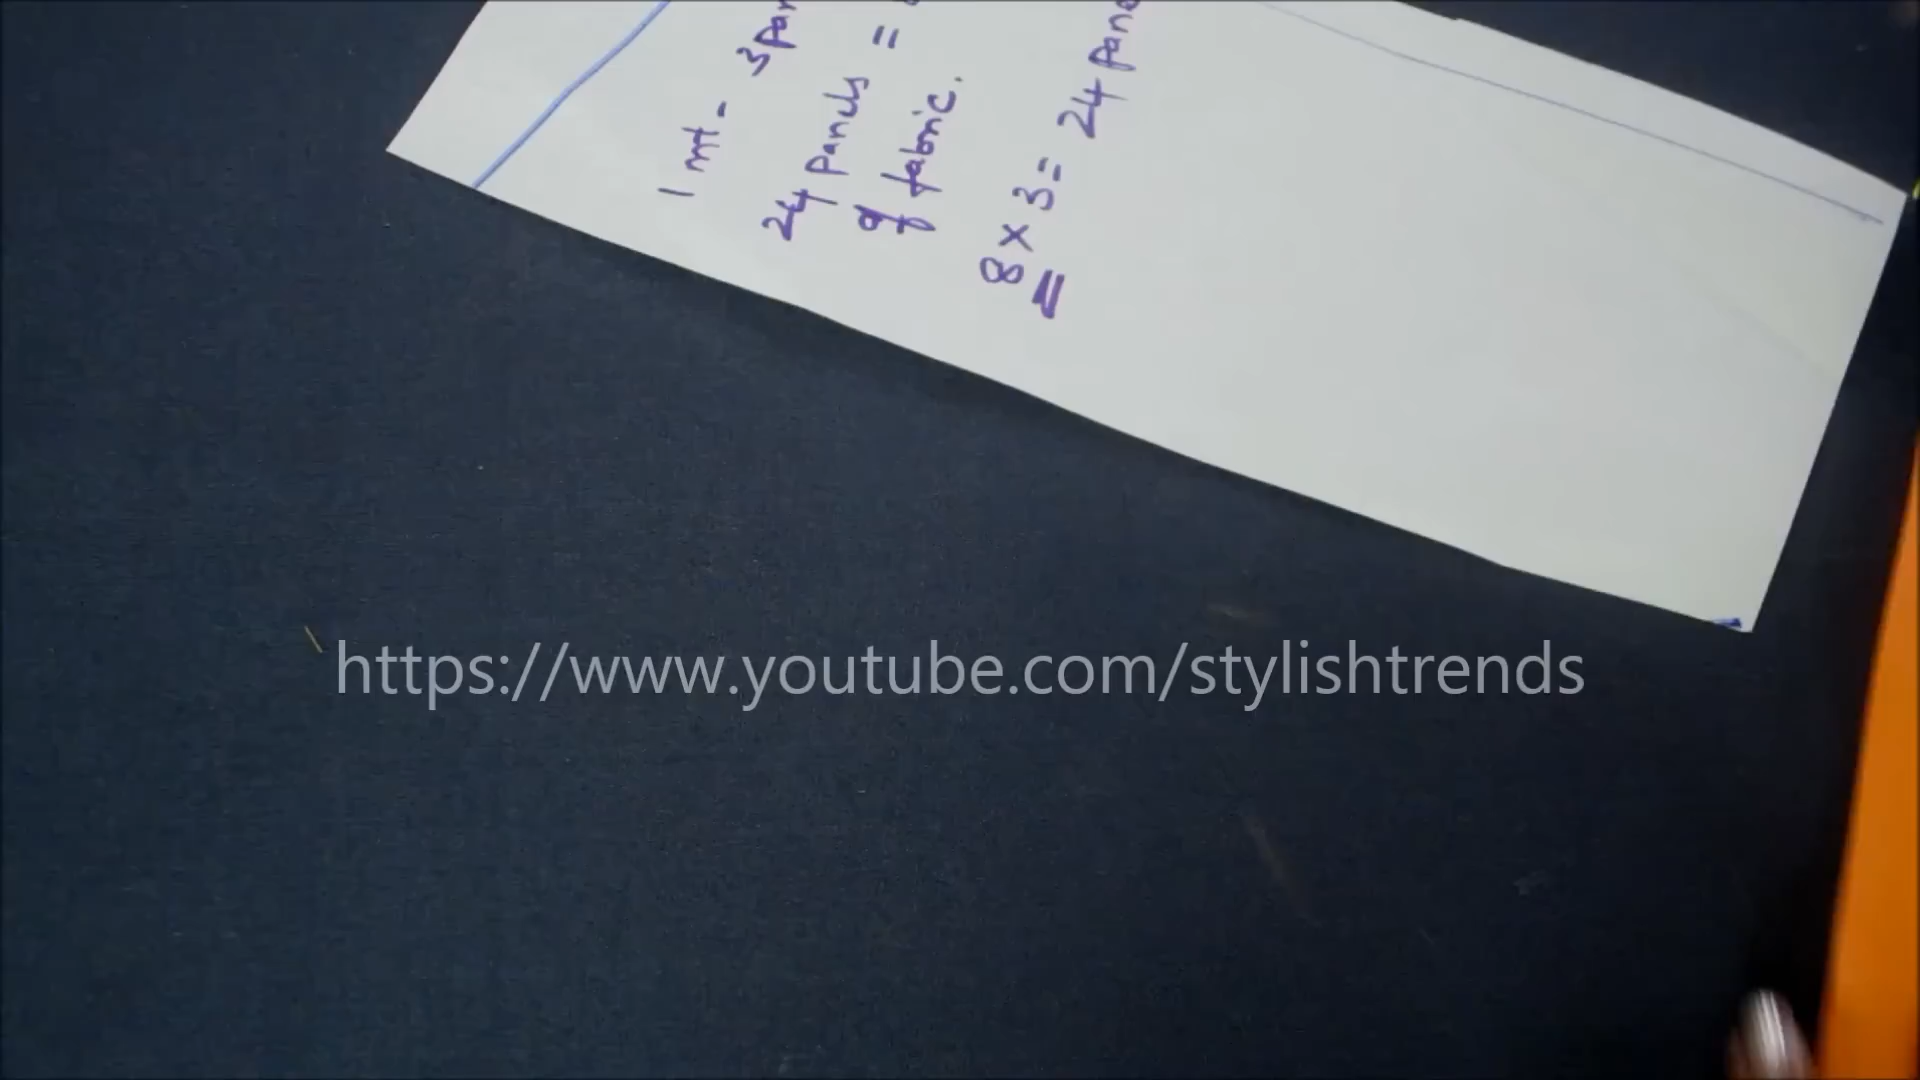 1 mt - 3
24 Panels =
of fabric.
8 x 3 = 24
https://www.youtube.com/stylishtrends